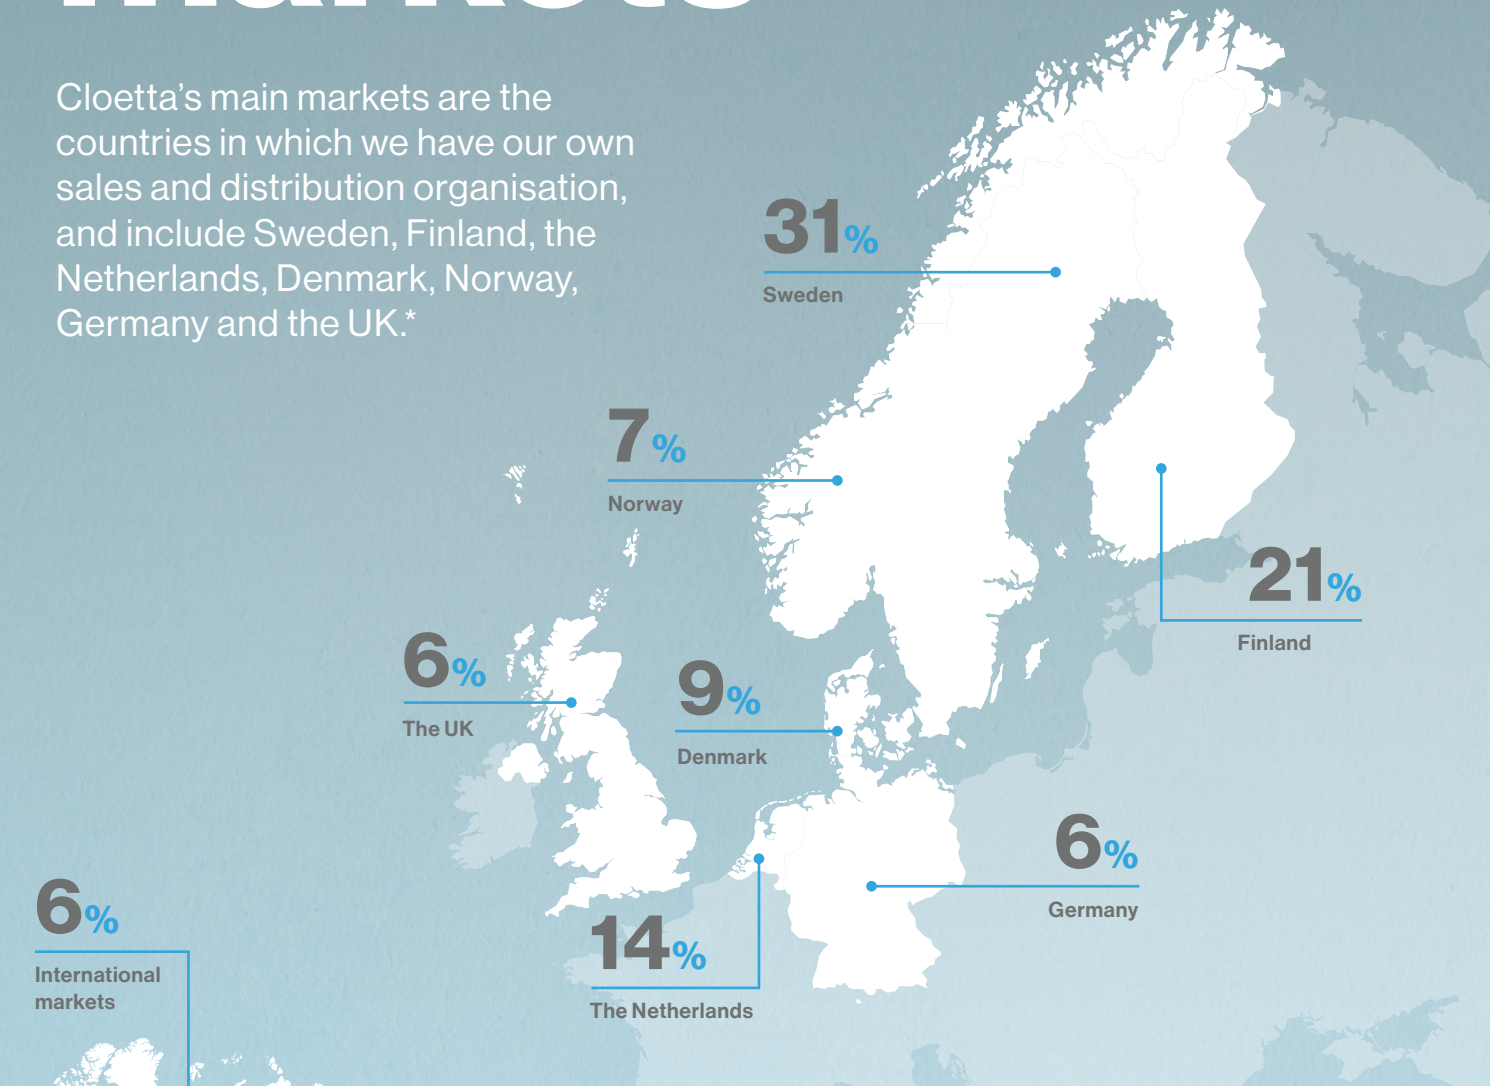 markets
Cloetta's main markets are the
countries in which we have our own
sales and distribution organisation,
and include Sweden, Finland, the
Netherlands, Denmark, Norway,
Germany and the UK.*
31%
Sweden
7%
Norway
21%
Finland
6%
The UK
9%
Denmark
6%
Germany
6%
International
markets
14%
The Netherlands